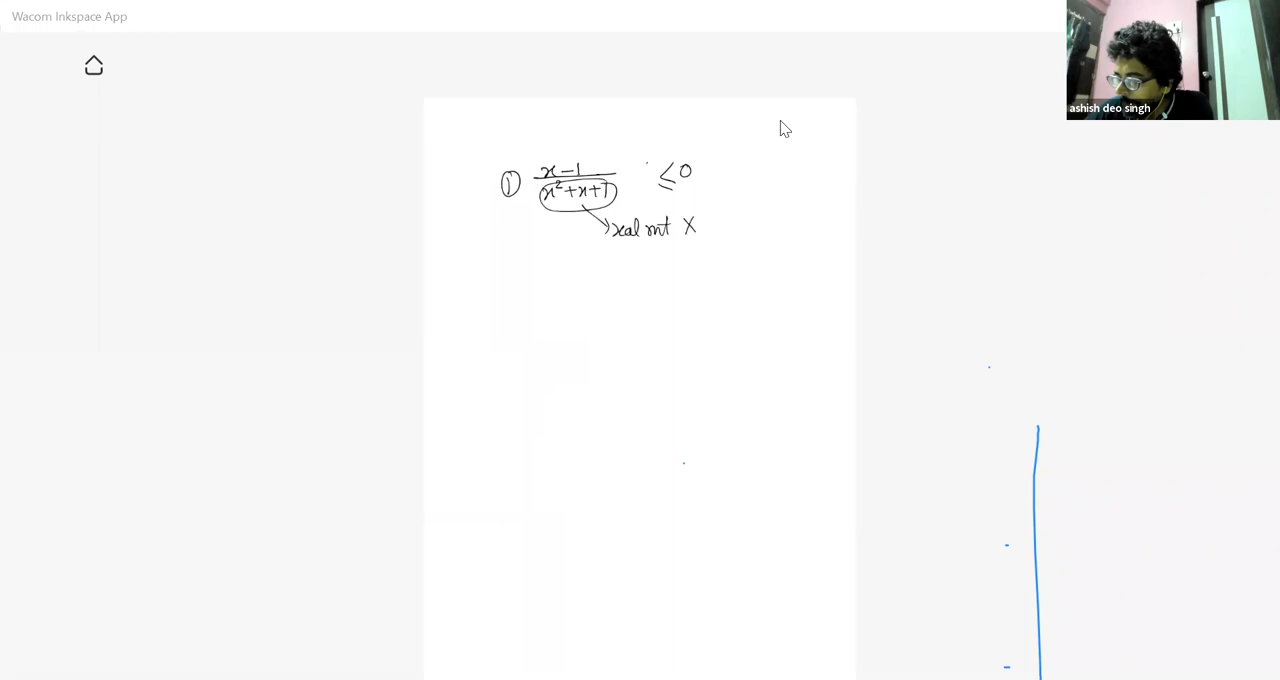 Wacom Inkspace App
ashish deo singh
① x-1 / x²+x+1 ≤0
real root X